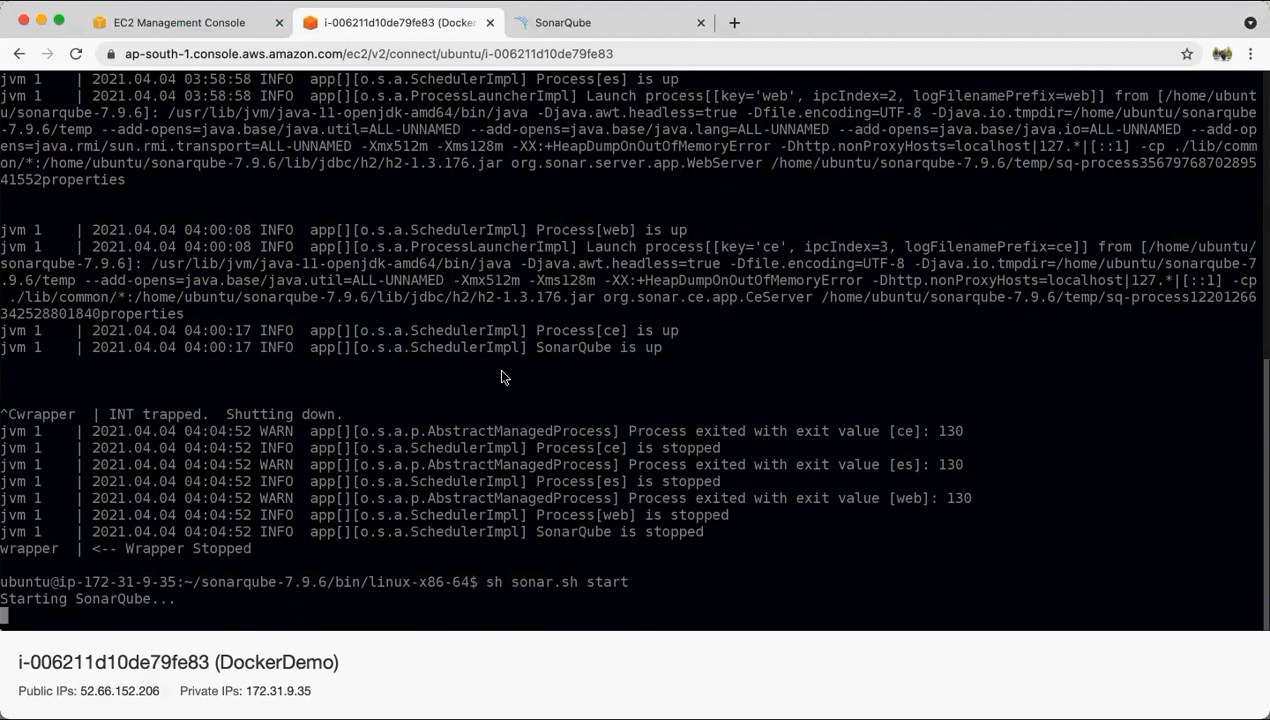 EC2 Management Console
i-006211d10de79fe83 (Docker
SonarQube
ap-south-1.console.aws.amazon.com/ec2/v2/connect/ubuntu/i-006211d10de79fe83
jvm 1    | 2021.04.04 03:58:58 INFO  app[][o.s.a.SchedulerImpl] Process[es] is up
jvm 1    | 2021.04.04 03:58:58 INFO  app[][o.s.a.ProcessLauncherImpl] Launch process[[key='web', ipcIndex=2, logFilenamePrefix=web]] from [/home/ubunt
u/sonarqube-7.9.6]: /usr/lib/jvm/java-11-openjdk-amd64/bin/java -Djava.awt.headless=true -Dfile.encoding=UTF-8 -Djava.io.tmpdir=/home/ubuntu/sonarqube
-7.9.6/temp --add-opens=java.base/java.util=ALL-UNNAMED --add-opens=java.base/java.lang=ALL-UNNAMED --add-opens=java.base/java.io=ALL-UNNAMED --add-op
ens=java.rmi/sun.rmi.transport=ALL-UNNAMED -Xmx512m -Xms128m -XX:+HeapDumpOnOutOfMemoryError -Dhttp.nonProxyHosts=localhost|127.*|[::1] -cp ./lib/comm
on/*:/home/ubuntu/sonarqube-7.9.6/lib/jdbc/h2/h2-1.3.176.jar org.sonar.server.app.WebServer /home/ubuntu/sonarqube-7.9.6/temp/sq-process35679768702895
41552properties
jvm 1    | 2021.04.04 04:00:08 INFO  app[][o.s.a.SchedulerImpl] Process[web] is up
jvm 1    | 2021.04.04 04:00:08 INFO  app[][o.s.a.ProcessLauncherImpl] Launch process[[key='ce', ipcIndex=3, logFilenamePrefix=ce]] from [/home/ubuntu/
sonarqube-7.9.6]: /usr/lib/jvm/java-11-openjdk-amd64/bin/java -Djava.awt.headless=true -Dfile.encoding=UTF-8 -Djava.io.tmpdir=/home/ubuntu/sonarqube-7
.9.6/temp --add-opens=java.base/java.util=ALL-UNNAMED -Xmx512m -Xms128m -XX:+HeapDumpOnOutOfMemoryError -Dhttp.nonProxyHosts=localhost|127.*|[::1] -cp
./lib/common/*:/home/ubuntu/sonarqube-7.9.6/lib/jdbc/h2/h2-1.3.176.jar org.sonar.ce.app.CeServer /home/ubuntu/sonarqube-7.9.6/temp/sq-process12201266
342528801840properties
jvm 1    | 2021.04.04 04:00:17 INFO  app[][o.s.a.SchedulerImpl] Process[ce] is up
jvm 1    | 2021.04.04 04:00:17 INFO  app[][o.s.a.SchedulerImpl] SonarQube is up
^Cwrapper  | INT trapped.  Shutting down.
jvm 1    | 2021.04.04 04:04:52 WARN  app[][o.s.a.p.AbstractManagedProcess] Process exited with exit value [ce]: 130
jvm 1    | 2021.04.04 04:04:52 INFO  app[][o.s.a.SchedulerImpl] Process[ce] is stopped
jvm 1    | 2021.04.04 04:04:52 WARN  app[][o.s.a.p.AbstractManagedProcess] Process exited with exit value [es]: 130
jvm 1    | 2021.04.04 04:04:52 INFO  app[][o.s.a.SchedulerImpl] Process[es] is stopped
jvm 1    | 2021.04.04 04:04:52 WARN  app[][o.s.a.p.AbstractManagedProcess] Process exited with exit value [web]: 130
jvm 1    | 2021.04.04 04:04:52 INFO  app[][o.s.a.SchedulerImpl] Process[web] is stopped
jvm 1    | 2021.04.04 04:04:52 INFO  app[][o.s.a.SchedulerImpl] SonarQube is stopped
wrapper  | <-- Wrapper Stopped
ubuntu@ip-172-31-9-35:~/sonarqube-7.9.6/bin/linux-x86-64$ sh sonar.sh start
Starting SonarQube...
i-006211d10de79fe83 (DockerDemo)
Public IPs: 52.66.152.206    Private IPs: 172.31.9.35